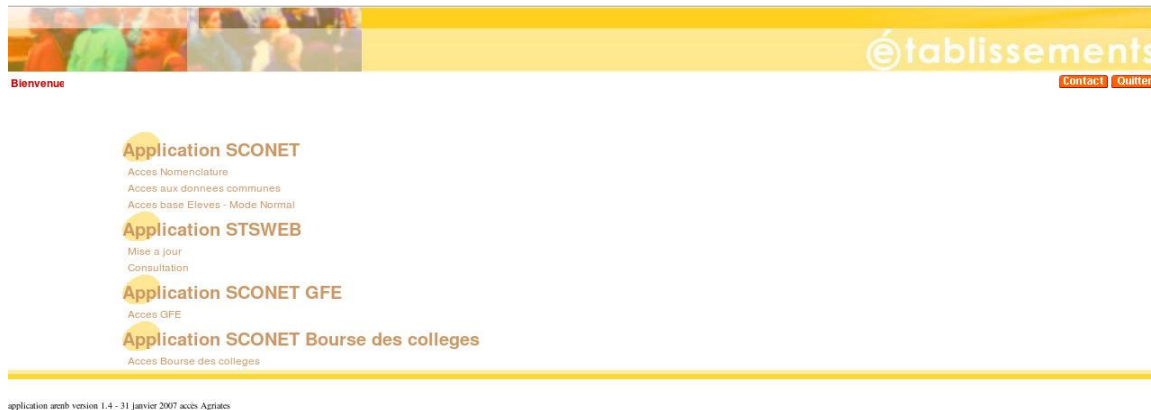 établissements
Bienvenue
Contact Quitter
Application SCONET
Acces Nomenclature
Acces aux donnees communes
Acces base Eleves - Mode Normal
Application STSWEB
Mise a jour
Consultation
Application SCONET GFE
Acces GFE
Application SCONET Bourse des colleges
Acces Bourse des colleges
application arenb version 1.4 - 31 janvier 2007 accès Agriates